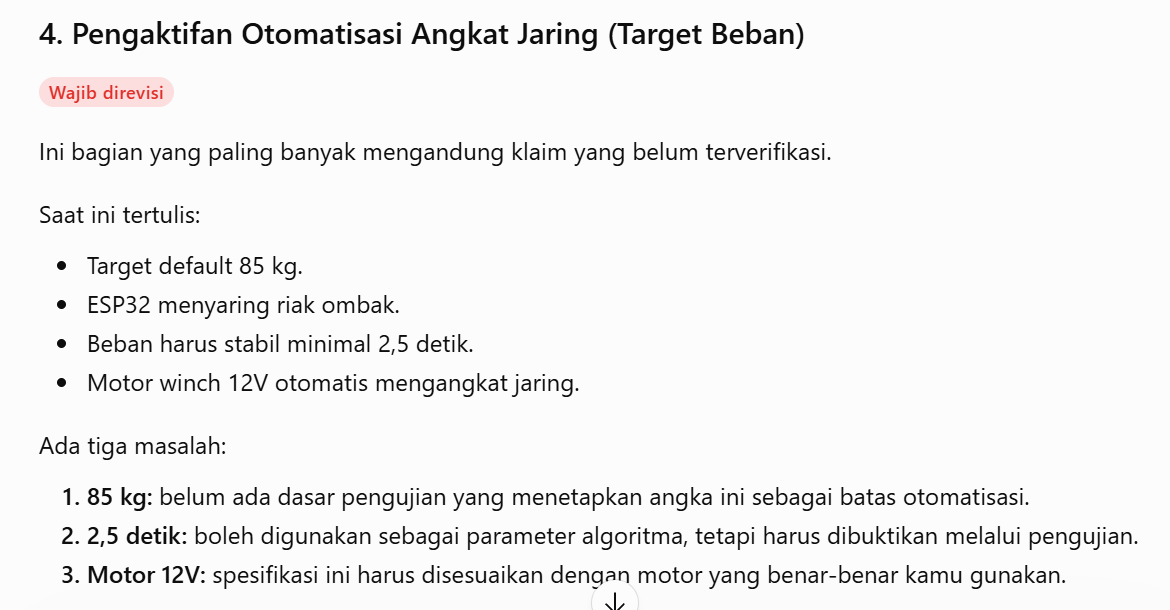 4. Pengaktifan Otomatisasi Angkat Jaring (Target Beban)
Wajib direvisi
Ini bagian yang paling banyak mengandung klaim yang belum terverifikasi.
Saat ini tertulis:
• Target default 85 kg.
• ESP32 menyaring riak ombak.
• Beban harus stabil minimal 2,5 detik.
• Motor winch 12V otomatis mengangkat jaring.
Ada tiga masalah:
1. 85 kg: belum ada dasar pengujian yang menetapkan angka ini sebagai batas otomatisasi.
2. 2,5 detik: boleh digunakan sebagai parameter algoritma, tetapi harus dibuktikan melalui pengujian.
3. Motor 12V: spesifikasi ini harus disesuaikan dengan motor yang benar-benar kamu gunakan.